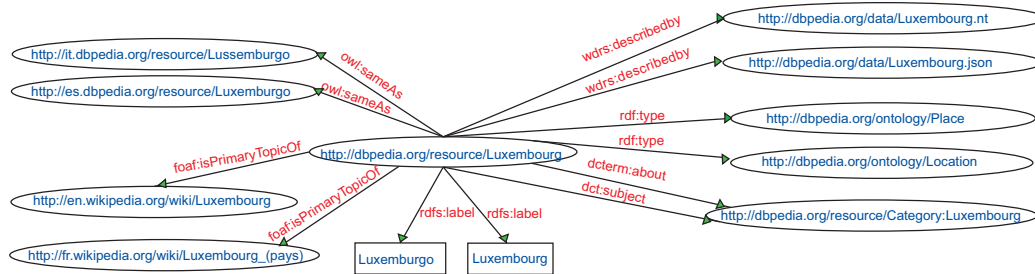 http://dbpedia.org/data/Luxembourg.nt
wdrs:describedby
http://it.dbpedia.org/resource/Lussemburgo
owl:sameAs
wdrs:describedby
http://dbpedia.org/data/Luxembourg.json
http://es.dbpedia.org/resource/Luxemburgo
owl:sameAs
rdf:type
http://dbpedia.org/ontology/Place
rdf:type
http://dbpedia.org/resource/Luxembourg
foaf:isPrimaryTopicOf
http://dbpedia.org/ontology/Location
dcterm:about
dct:subject
http://en.wikipedia.org/wiki/Luxembourg
foaf:isPrimaryTopicOf
rdfs:label
rdfs:label
http://dbpedia.org/resource/Category:Luxembourg
http://fr.wikipedia.org/wiki/Luxembourg_(pays)
Luxemburgo
Luxembourg